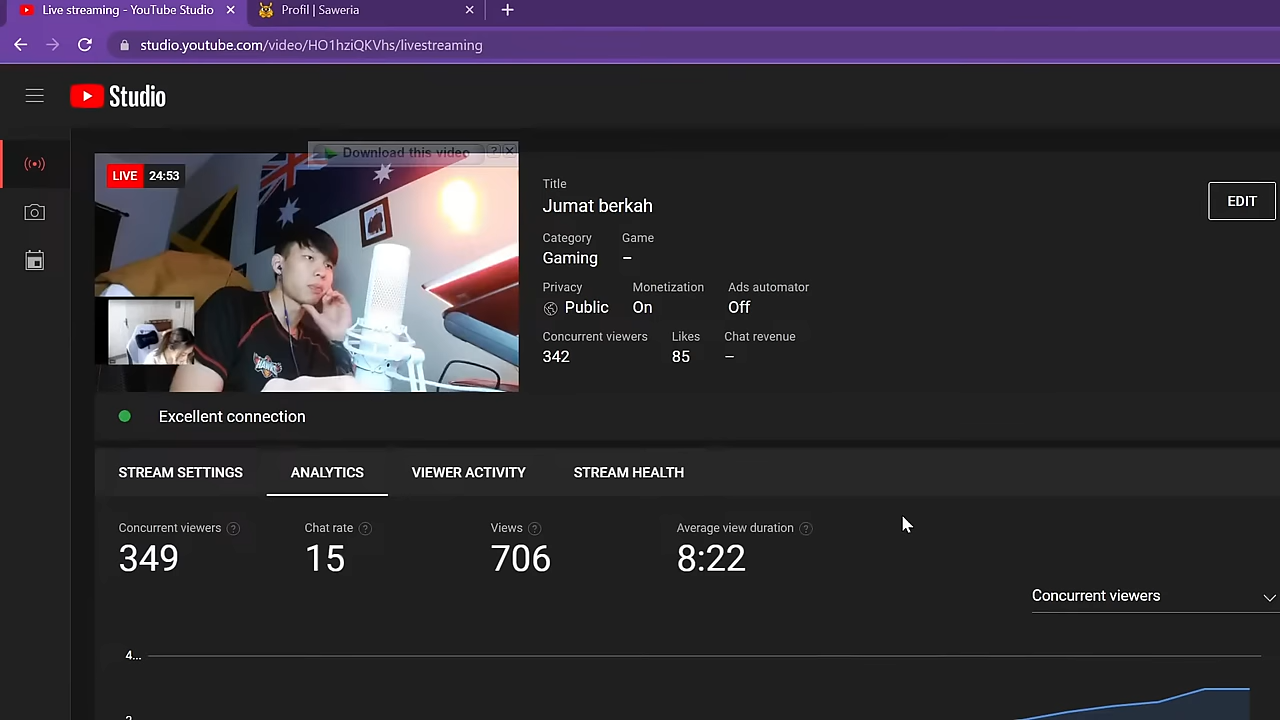 Live streaming - YouTube Studio
Profil | Saweria
studio.youtube.com/video/HO1hziQKVhs/livestreaming
Studio
LIVE 24:53
Download this video ?
Title
Jumat berkah
EDIT
Category Game
Gaming –
Privacy Monetization Ads automator
Public On Off
Concurrent viewers Likes Chat revenue
342 85 –
Excellent connection
STREAM SETTINGS ANALYTICS VIEWER ACTIVITY STREAM HEALTH
Concurrent viewers ? Chat rate ? Views ? Average view duration ?
349 15 706 8:22
Concurrent viewers
4...